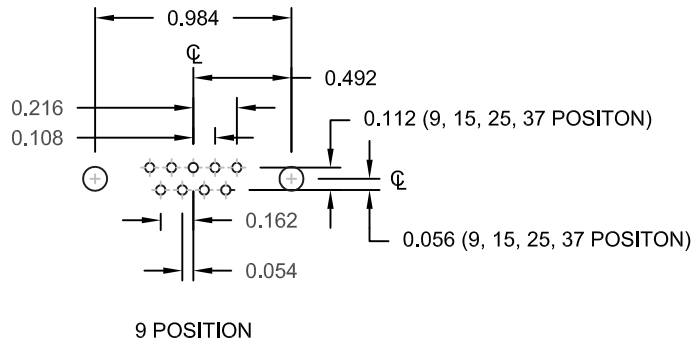 0.984
℄
0.492
0.216
0.112 (9, 15, 25, 37 POSITON)
0.108
℄
0.162
0.056 (9, 15, 25, 37 POSITON)
0.054
9 POSITION